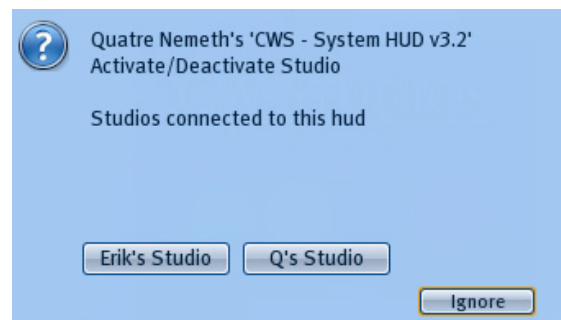 Quatre Nemeth's 'CWS - System HUD v3.2'
Activate/Deactivate Studio
Studios connected to this hud
Erik's Studio
Q's Studio
Ignore